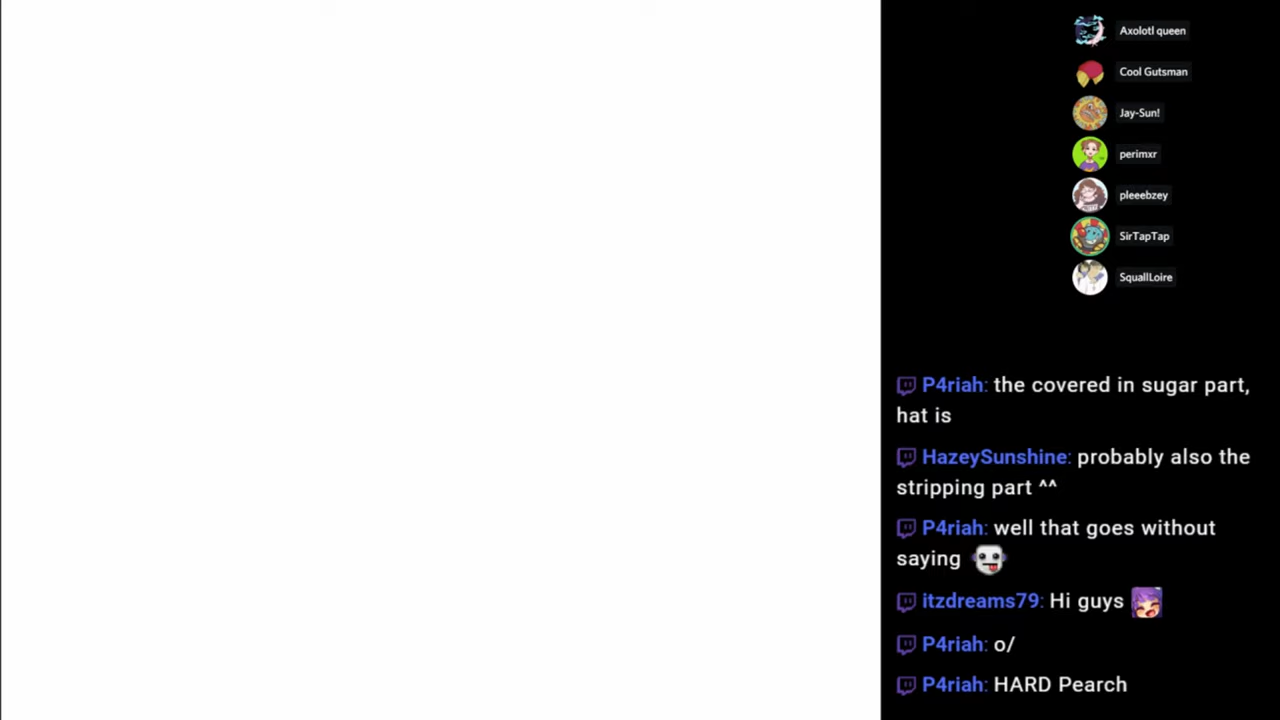 Axolotl queen
Cool Gutsman
Jay-Sun!
perimxr
pleeebzey
SirTapTap
SquallLoire
P4riah: the covered in sugar part,
hat is
HazeySunshine: probably also the
stripping part ^^
P4riah: well that goes without
saying
itzdreams79: Hi guys
P4riah: o/
P4riah: HARD Pearch